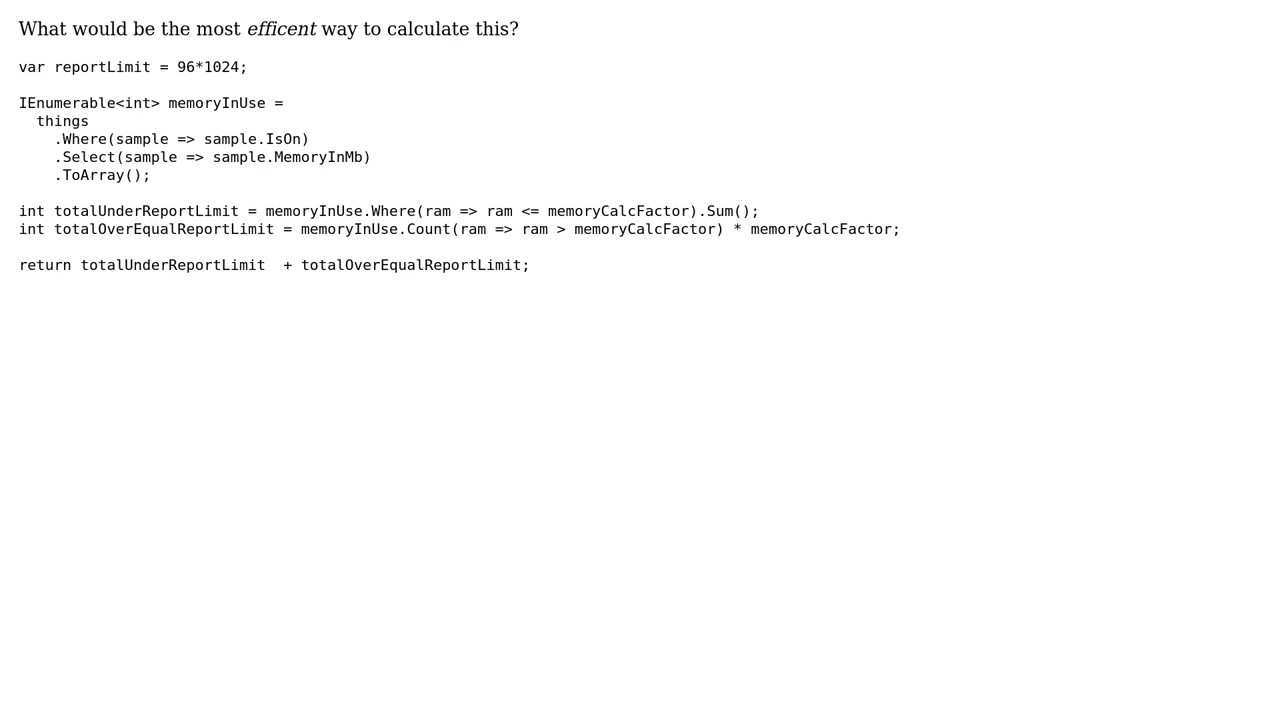 What would be the most efficent way to calculate this?
var reportLimit = 96*1024;
IEnumerable<int> memoryInUse =
  things
    .Where(sample => sample.IsOn)
    .Select(sample => sample.MemoryInMb)
    .ToArray();
int totalUnderReportLimit = memoryInUse.Where(ram => ram <= memoryCalcFactor).Sum();
int totalOverEqualReportLimit = memoryInUse.Count(ram => ram > memoryCalcFactor) * memoryCalcFactor;
return totalUnderReportLimit  + totalOverEqualReportLimit;